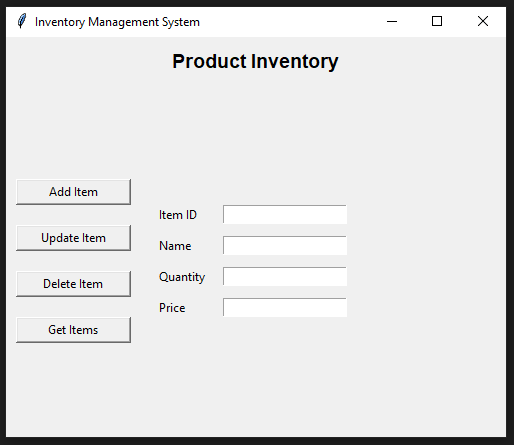 Inventory Management System
Product Inventory
Add Item
Update Item
Delete Item
Get Items
Item ID
Name
Quantity
Price